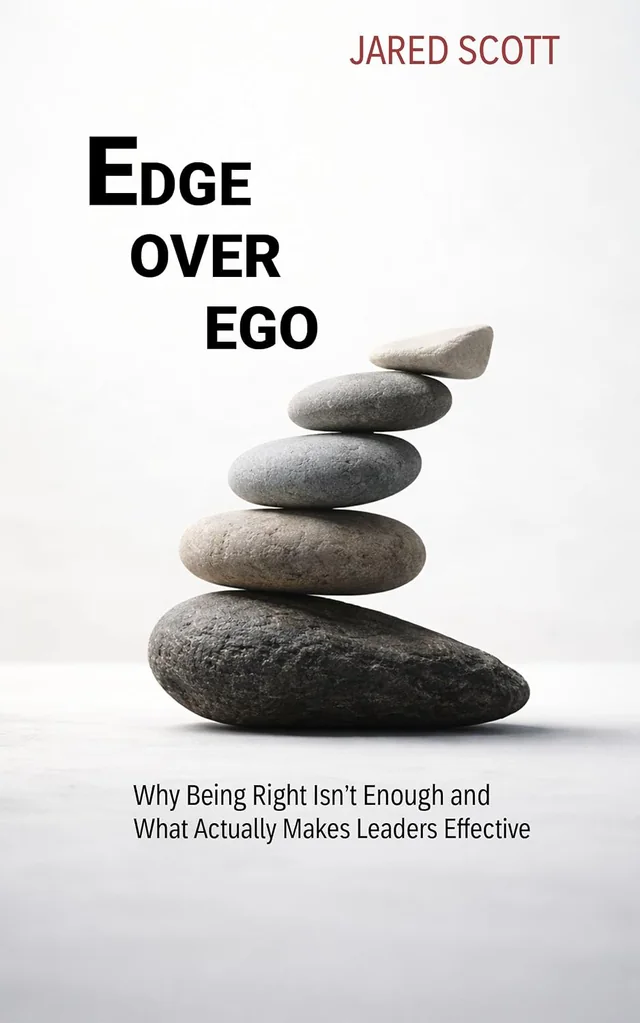 JARED SCOTT
EDGE
OVER
EGO
Why Being Right Isn’t Enough and
What Actually Makes Leaders Effective